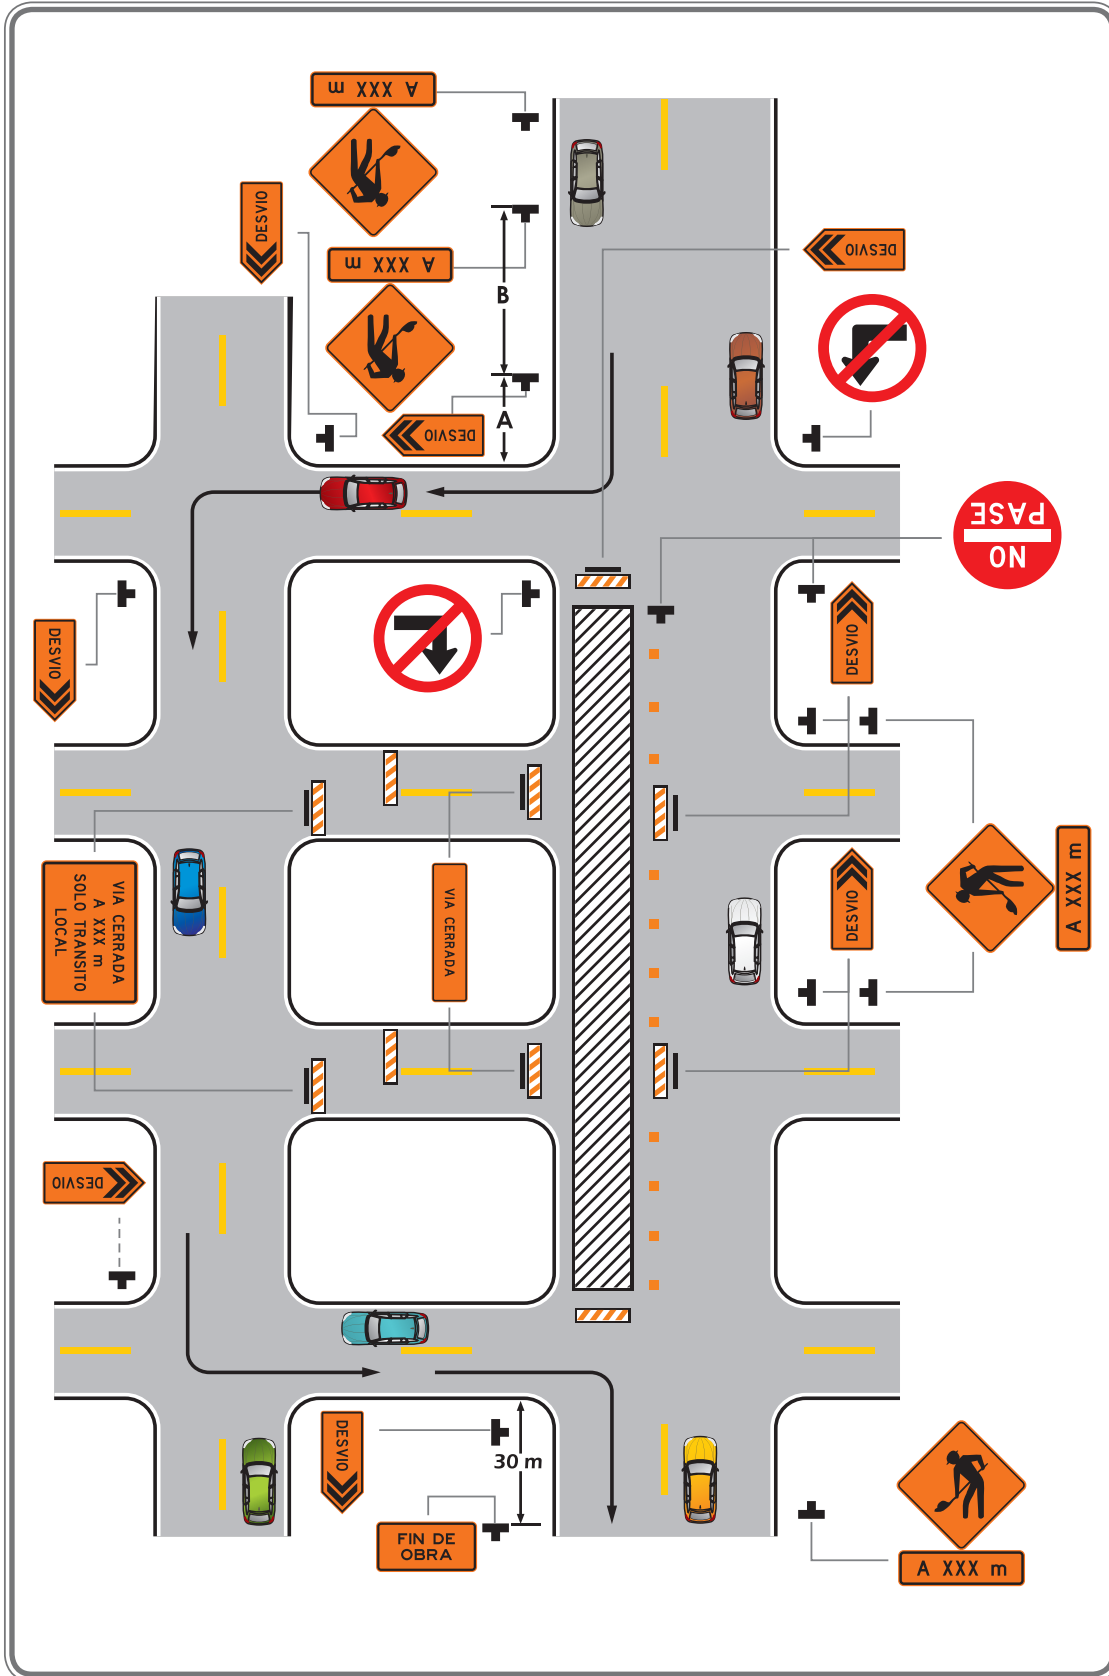 A XXX m
DESVIO
A XXX m
B
DESVIO
A
DESVIO
NO
PASE
DESVIO
DESVIO
VIA CERRADA
A XXX m
SOLO TRANSITO
LOCAL
VIA CERRADA
DESVIO
A XXX m
DESVIO
DESVIO
30 m
FIN DE
OBRA
A XXX m